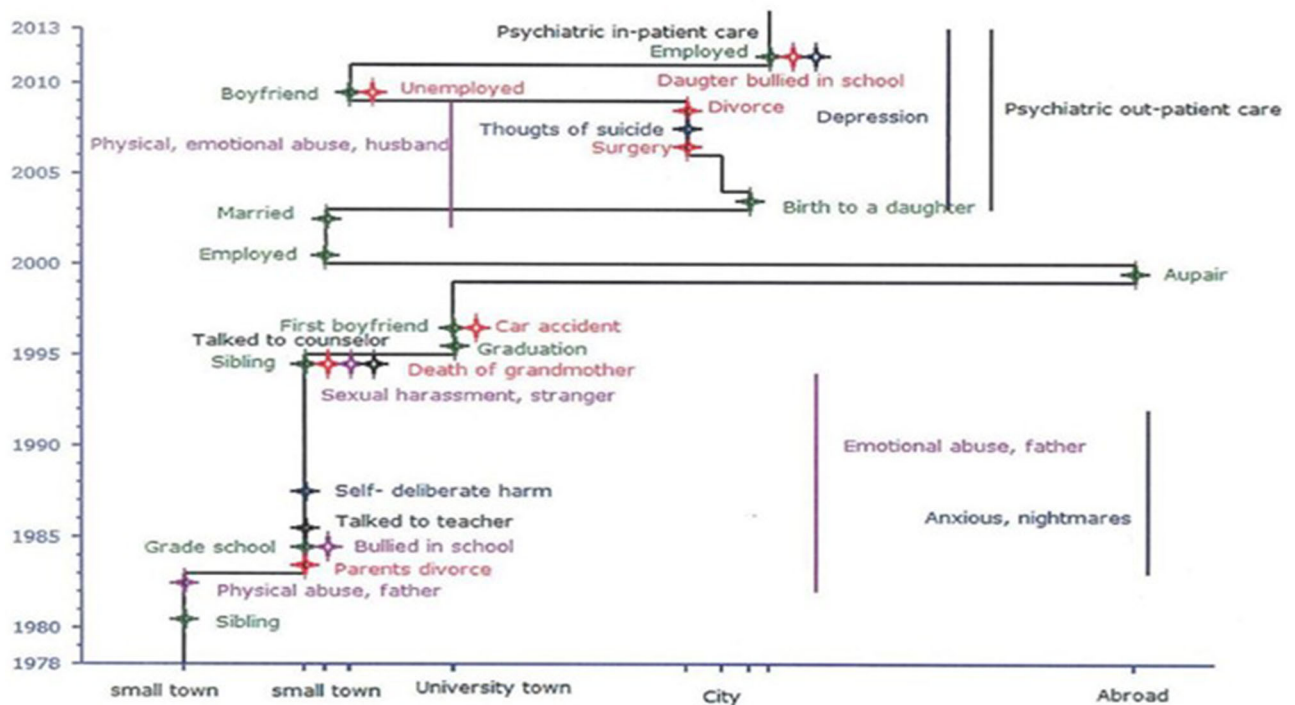 2013
Psychiatric in-patient care
Employed
2010
Daugter bullied in school
Boyfriend
Unemployed
Divorce
Depression
Psychiatric out-patient care
Thougts of suicide
Physical, emotional abuse, husband
Surgery
2005
Married
Birth to a daughter
Employed
2000
Aupair
First boyfriend
Car accident
Talked to counselor
Graduation
1995
Sibling
Death of grandmother
Sexual harassment, stranger
1990
Emotional abuse, father
Self- deliberate harm
Talked to teacher
Anxious, nightmares
1985
Grade school
Bullied in school
Parents divorce
Physical abuse, father
1980
Sibling
1978
small town
small town
University town
City
Abroad